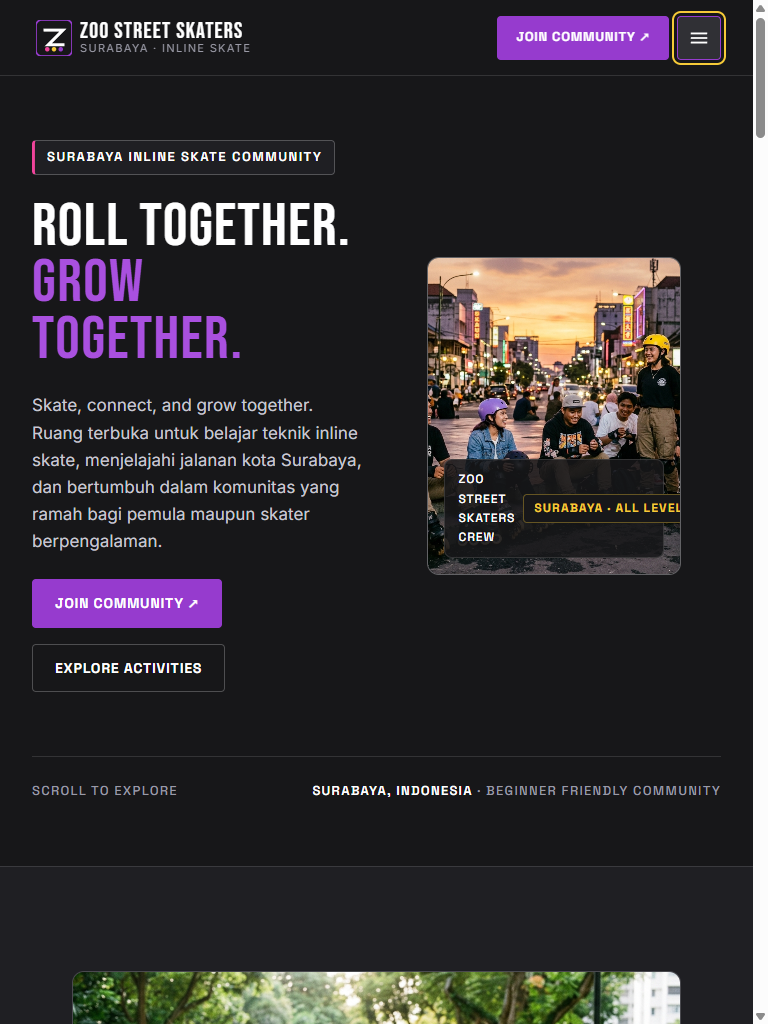 ZOO STREET SKATERS
SURABAYA · INLINE SKATE
JOIN COMMUNITY ↗
SURABAYA INLINE SKATE COMMUNITY
ROLL TOGETHER.
GROW
TOGETHER.
Skate, connect, and grow together.
Ruang terbuka untuk belajar teknik inline
skate, menjelajahi jalanan kota Surabaya,
dan bertumbuh dalam komunitas yang
ramah bagi pemula maupun skater
berpengalaman.
JOIN COMMUNITY ↗
EXPLORE ACTIVITIES
ZOO
STREET
SKATERS
CREW
SURABAYA · ALL LEVEL
SCROLL TO EXPLORE
SURABAYA, INDONESIA · BEGINNER FRIENDLY COMMUNITY